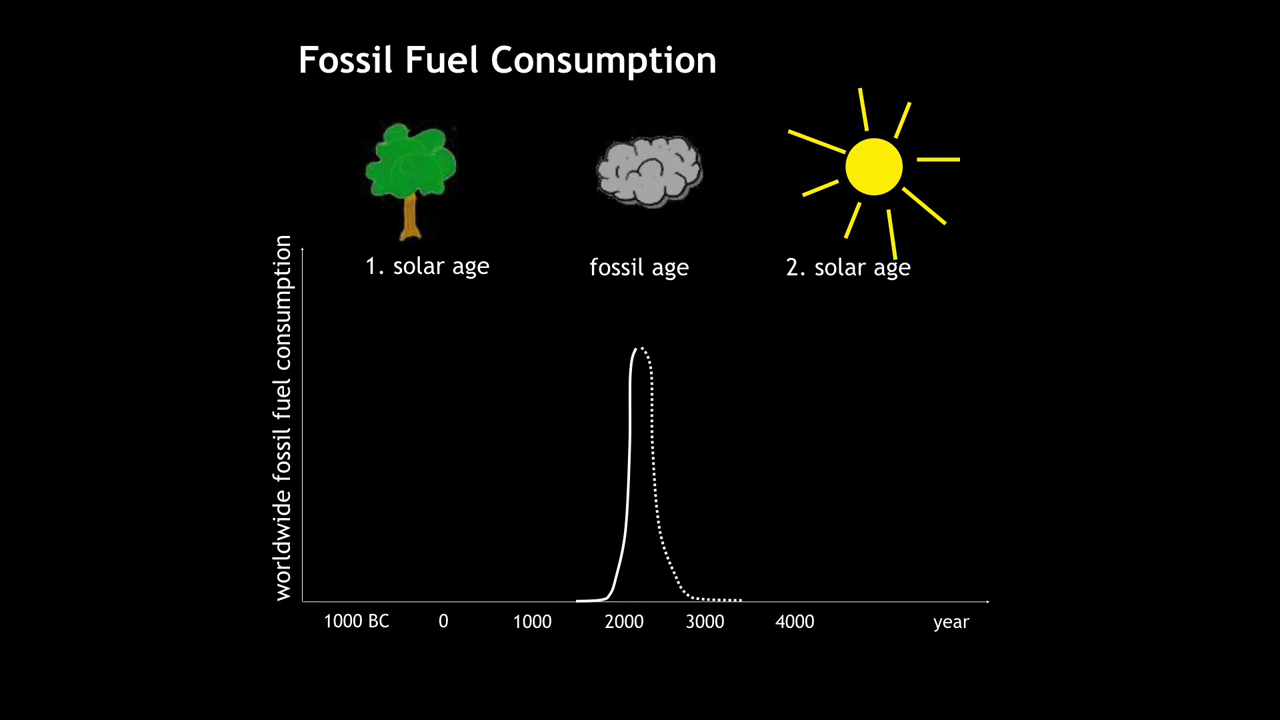 Fossil Fuel Consumption
1. solar age
fossil age
2. solar age
worldwide fossil fuel consumption
1000 BC
0
1000
2000
3000
4000
year